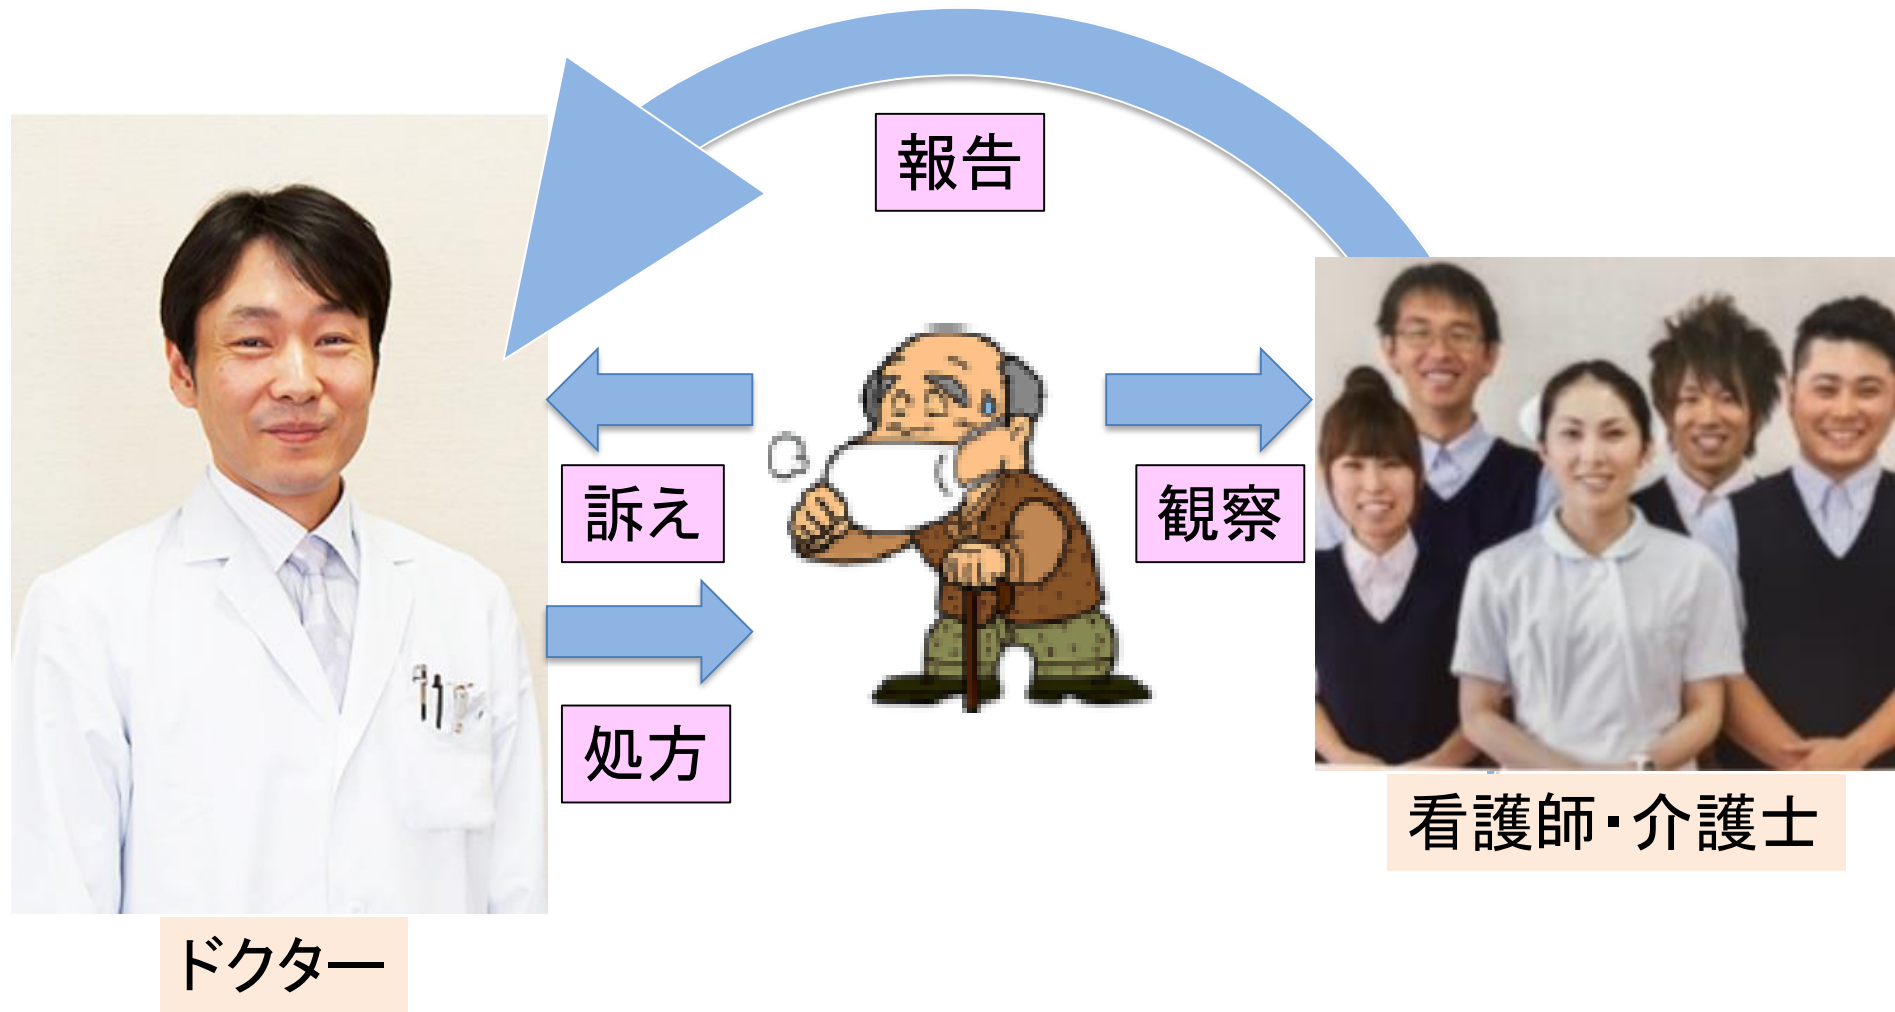 報告
訴え
観察
処方
看護師・介護士
ドクター